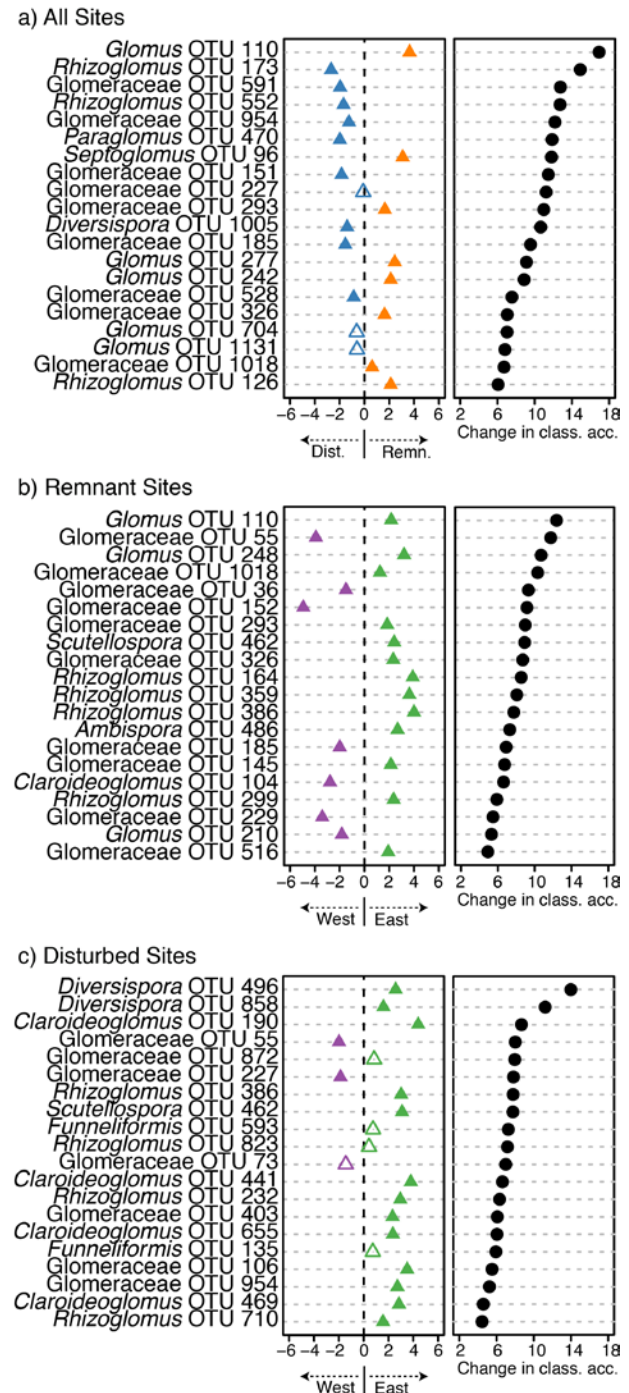 a) All Sites
Glomus OTU 110
Rhizoglomus OTU 173
Glomeraceae OTU 591
Rhizoglomus OTU 552
Glomeraceae OTU 954
Paraglomus OTU 470
Septoglomus OTU 96
Glomeraceae OTU 151
Glomeraceae OTU 227
Glomeraceae OTU 293
Diversispora OTU 1005
Glomeraceae OTU 185
Glomus OTU 277
Glomus OTU 242
Glomeraceae OTU 528
Glomeraceae OTU 326
Glomus OTU 704
Glomus OTU 1131
Glomeraceae OTU 1018
Rhizoglomus OTU 126
-6 -4 -2 0 2 4 6 2 6 10 14 18
Dist. Remn. Change in class. acc.
b) Remnant Sites
Glomus OTU 110
Glomeraceae OTU 55
Glomus OTU 248
Glomeraceae OTU 1018
Glomeraceae OTU 36
Glomeraceae OTU 152
Glomeraceae OTU 293
Scutellospora OTU 462
Glomeraceae OTU 326
Rhizoglomus OTU 164
Rhizoglomus OTU 359
Rhizoglomus OTU 386
Ambispora OTU 486
Glomeraceae OTU 185
Glomeraceae OTU 145
Claroideoglomus OTU 104
Rhizoglomus OTU 299
Glomeraceae OTU 229
Glomus OTU 210
Glomeraceae OTU 516
-6 -4 -2 0 2 4 6 2 6 10 14 18
West East Change in class. acc.
c) Disturbed Sites
Diversispora OTU 496
Diversispora OTU 858
Claroideoglomus OTU 190
Glomeraceae OTU 55
Glomeraceae OTU 872
Glomeraceae OTU 227
Rhizoglomus OTU 386
Scutellospora OTU 462
Funneliformis OTU 593
Rhizoglomus OTU 823
Glomeraceae OTU 73
Claroideoglomus OTU 441
Rhizoglomus OTU 232
Glomeraceae OTU 403
Claroideoglomus OTU 655
Funneliformis OTU 135
Glomeraceae OTU 106
Glomeraceae OTU 954
Claroideoglomus OTU 469
Rhizoglomus OTU 710
-6 -4 -2 0 2 4 6 2 6 10 14 18
West East Change in class. acc.